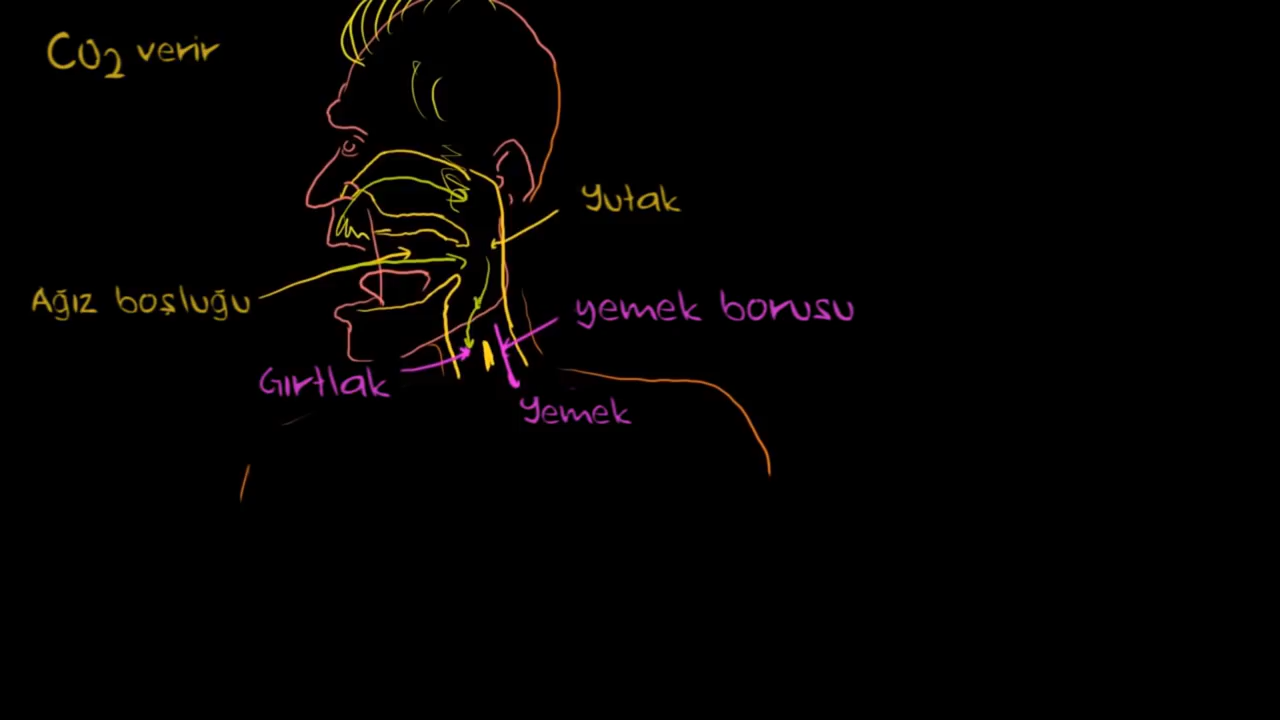 CO2 verir
Yutak
Ağız boşluğu
yemek borusu
Gırtlak
Yemek